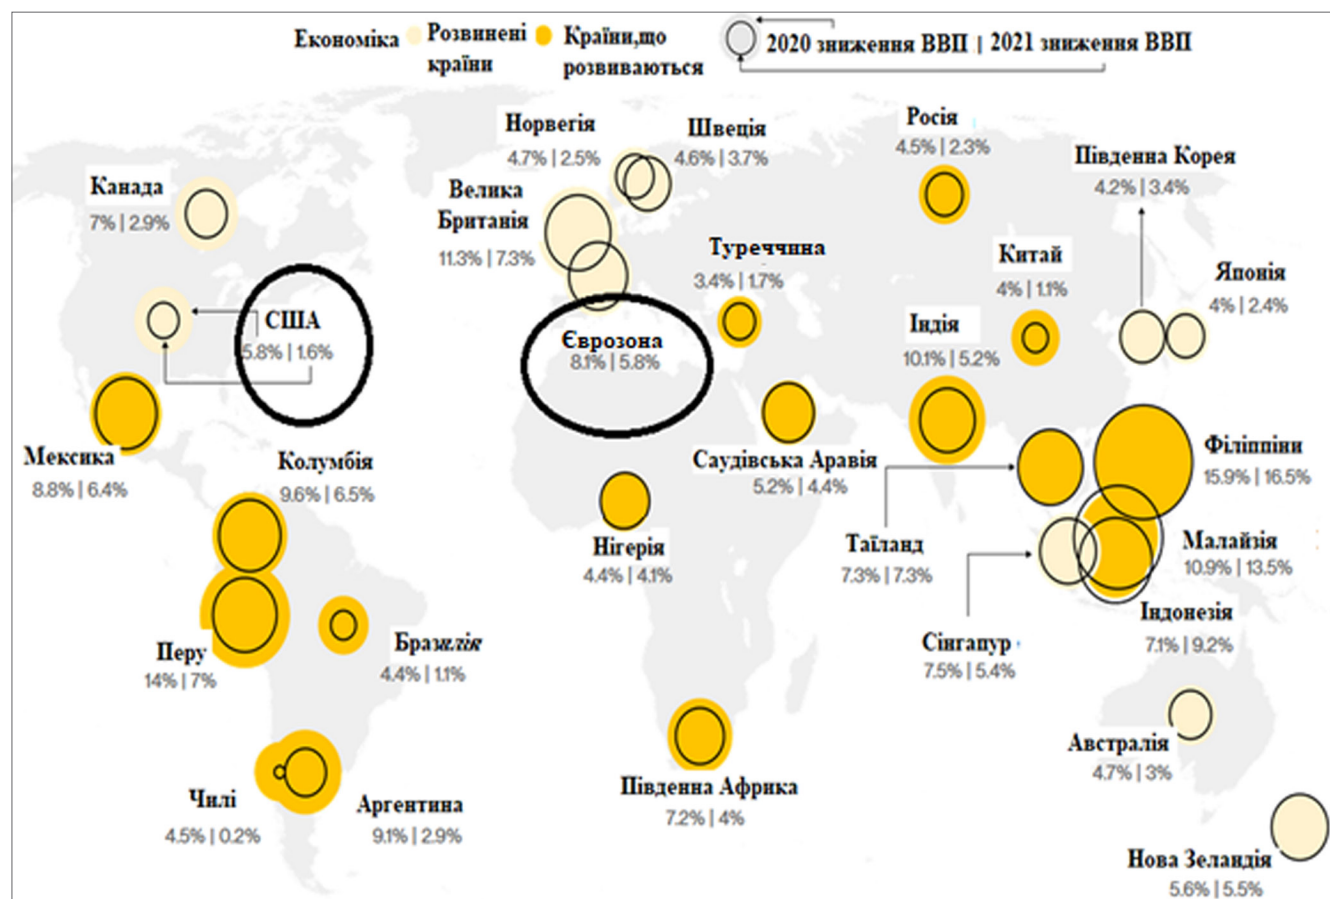 Економіка
Розвинені
країни
Країни,що
розвиваються
2020 зниження ВВП | 2021 зниження ВВП
Норвегія
4.7% | 2.5%
Швеція
4.6% | 3.7%
Росія
4.5% | 2.3%
Південна Корея
4.2% | 3.4%
Канада
7% | 2.9%
Велика
Британія
11.3% | 7.3%
Туреччина
3.4% | 1.7%
Китай
4% | 1.1%
Японія
4% | 2.4%
США
5.8% | 1.6%
Єврозона
8.1% | 5.8%
Індія
10.1% | 5.2%
Мексика
8.8% | 6.4%
Колумбія
9.6% | 6.5%
Саудівська Аравія
5.2% | 4.4%
Філіппіни
15.9% | 16.5%
Нігерія
4.4% | 4.1%
Таїланд
7.3% | 7.3%
Малайзія
10.9% | 13.5%
Індонезія
7.1% | 9.2%
Перу
14% | 7%
Бразилія
4.4% | 1.1%
Сінгапур
7.5% | 5.4%
Австралія
4.7% | 3%
Чилі
4.5% | 0.2%
Аргентина
9.1% | 2.9%
Південна Африка
7.2% | 4%
Нова Зеландія
5.6% | 5.5%